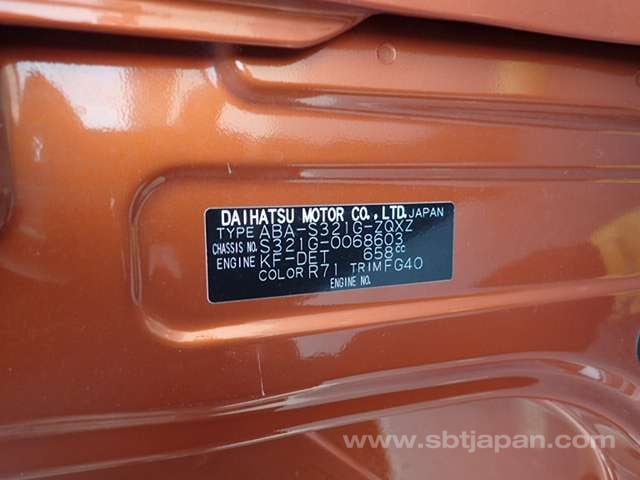 DAIHATSU MOTOR CO.,LTD. JAPAN
TYPE ABA-S321G-ZQXZ
CHASSIS NO. S321G-0068603
ENGINE KF-DET 658cc
COLOR R71 TRIM FG40
ENGINE NO.
www.sbtjapan.com